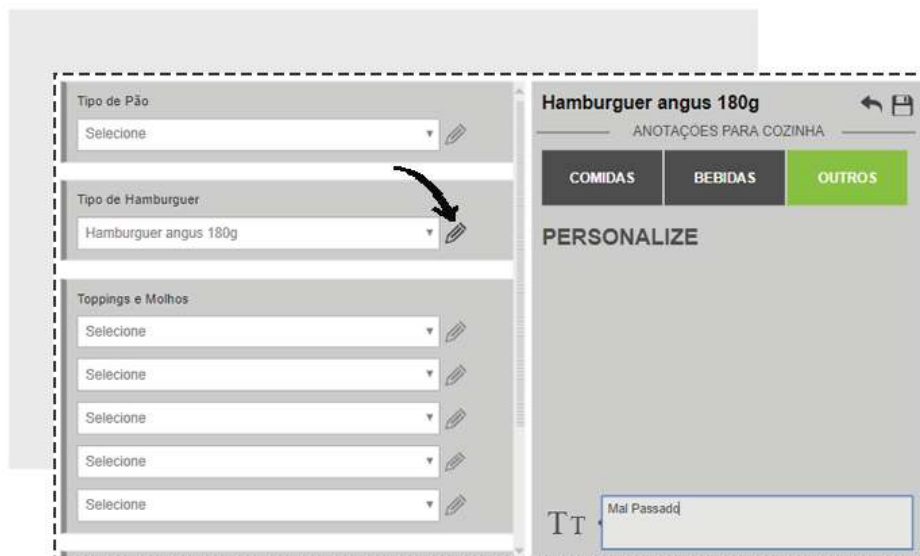 Tipo de Pão
Selecione
Tipo de Hamburguer
Hamburguer angus 180g
Toppings e Molhos
Selecione
Selecione
Selecione
Selecione
Selecione
Hamburguer angus 180g
ANOTAÇOES PARA COZINHA
COMIDAS BEBIDAS OUTROS
PERSONALIZE
TT
Mal Passado